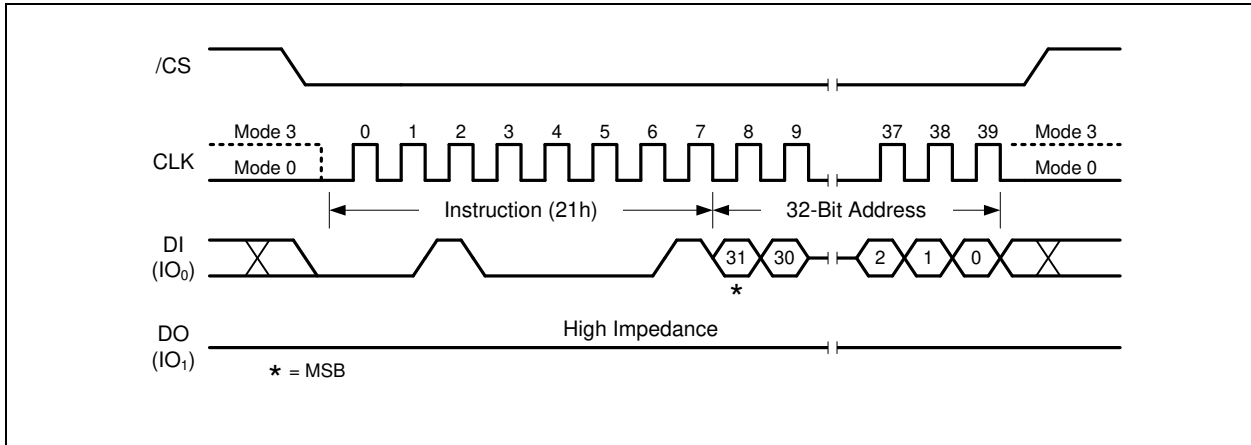 /CS
Mode 3 0 1 2 3 4 5 6 7 8 9 37 38 39 Mode 3
CLK
Mode 0 Mode 0
Instruction (21h) 32-Bit Address
DI
(IO₀)
31 30 2 1 0
*
High Impedance
DO
(IO₁)
* = MSB